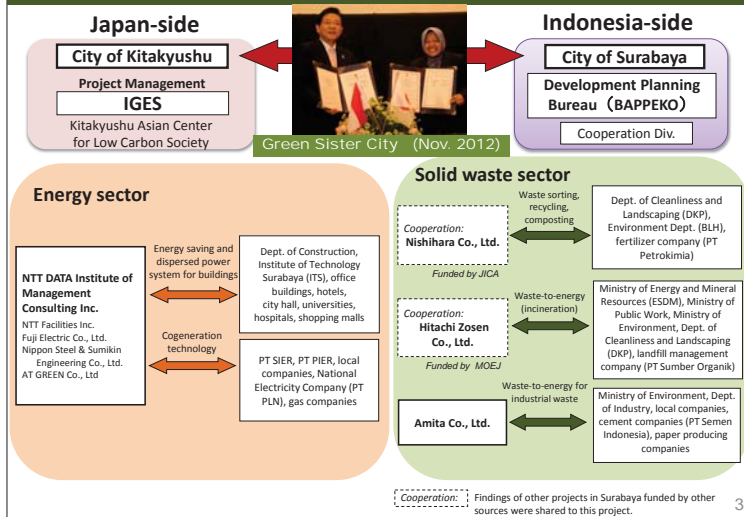 Japan-side
City of Kitakyushu
Project Management
IGES
Kitakyushu Asian Center
for Low Carbon Society
Green Sister City (Nov. 2012)
Indonesia-side
City of Surabaya
Development Planning
Bureau（BAPPEKO）
Cooperation Div.
Energy sector
NTT DATA Institute of
Management
Consulting Inc.
NTT Facilities Inc.
Fuji Electric Co., Ltd.
Nippon Steel & Sumikin
Engineering Co., Ltd.
AT GREEN Co., Ltd
Energy saving and
dispersed power
system for buildings
Dept. of Construction,
Institute of Technology
Surabaya (ITS), office
buildings, hotels,
city hall, universities,
hospitals, shopping malls
Cogeneration
technology
PT SIER, PT PIER, local
companies, National
Electricity Company (PT
PLN), gas companies
Solid waste sector
Cooperation:
Nishihara Co., Ltd.
Funded by JICA
Waste sorting,
recycling,
composting
Dept. of Cleanliness and
Landscaping (DKP),
Environment Dept. (BLH),
fertilizer company (PT
Petrokimia)
Cooperation:
Hitachi Zosen
Co., Ltd.
Funded by MOEJ
Waste-to-energy
(incineration)
Ministry of Energy and Mineral
Resources (ESDM), Ministry of
Public Work, Ministry of
Environment, Dept. of
Cleanliness and Landscaping
(DKP), landfill management
company (PT Sumber Organik)
Amita Co., Ltd.
Waste-to-energy for
industrial waste
Ministry of Environment, Dept.
of Industry, local companies,
cement companies (PT Semen
Indonesia), paper producing
companies
Cooperation:
Findings of other projects in Surabaya funded by other
sources were shared to this project.
3